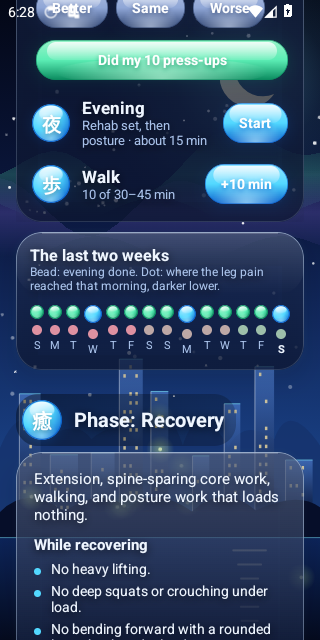 6:28
Better
Same
Worse
Did my 10 press-ups
夜
Evening
Rehab set, then
posture · about 15 min
Start
歩
Walk
10 of 30–45 min
+10 min
The last two weeks
Bead: evening done. Dot: where the leg pain
reached that morning, darker lower.
S M T W T F S S M T W T F S
癒
Phase: Recovery
Extension, spine-sparing core work,
walking, and posture work that loads
nothing.
While recovering
No heavy lifting.
No deep squats or crouching under
load.
No bending forward with a rounded